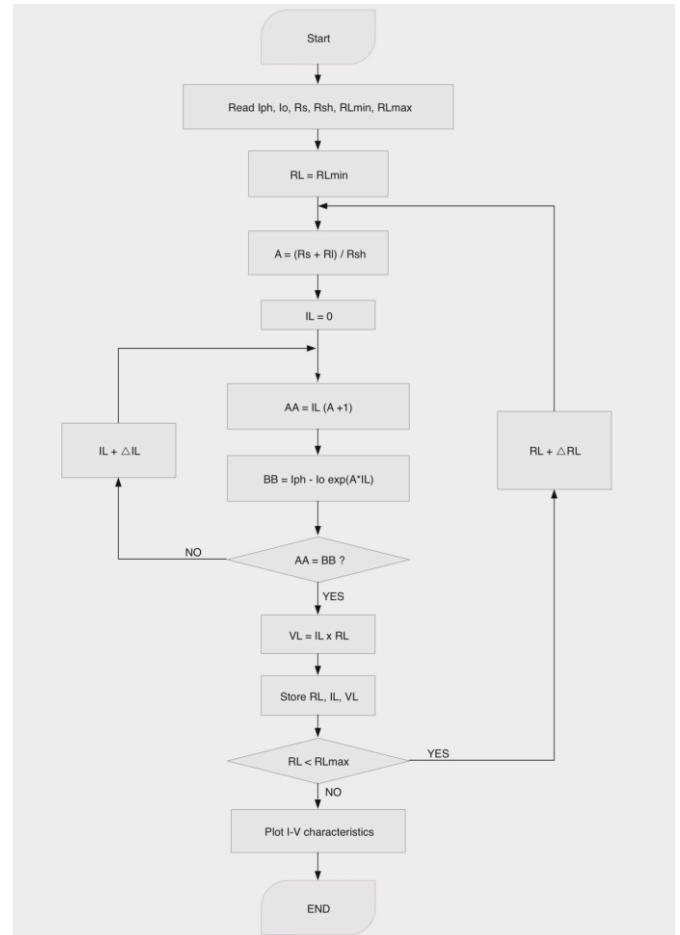 Start
Read Iph, Io, Rs, Rsh, RLmin, RLmax
RL = RLmin
A = (Rs + Rl) / Rsh
IL = 0
AA = IL (A +1)
IL + △IL
RL + △RL
BB = Iph - Io exp(A*IL)
NO
AA = BB ?
YES
VL = IL x RL
Store RL, IL, VL
RL < RLmax
YES
NO
Plot I-V characteristics
END